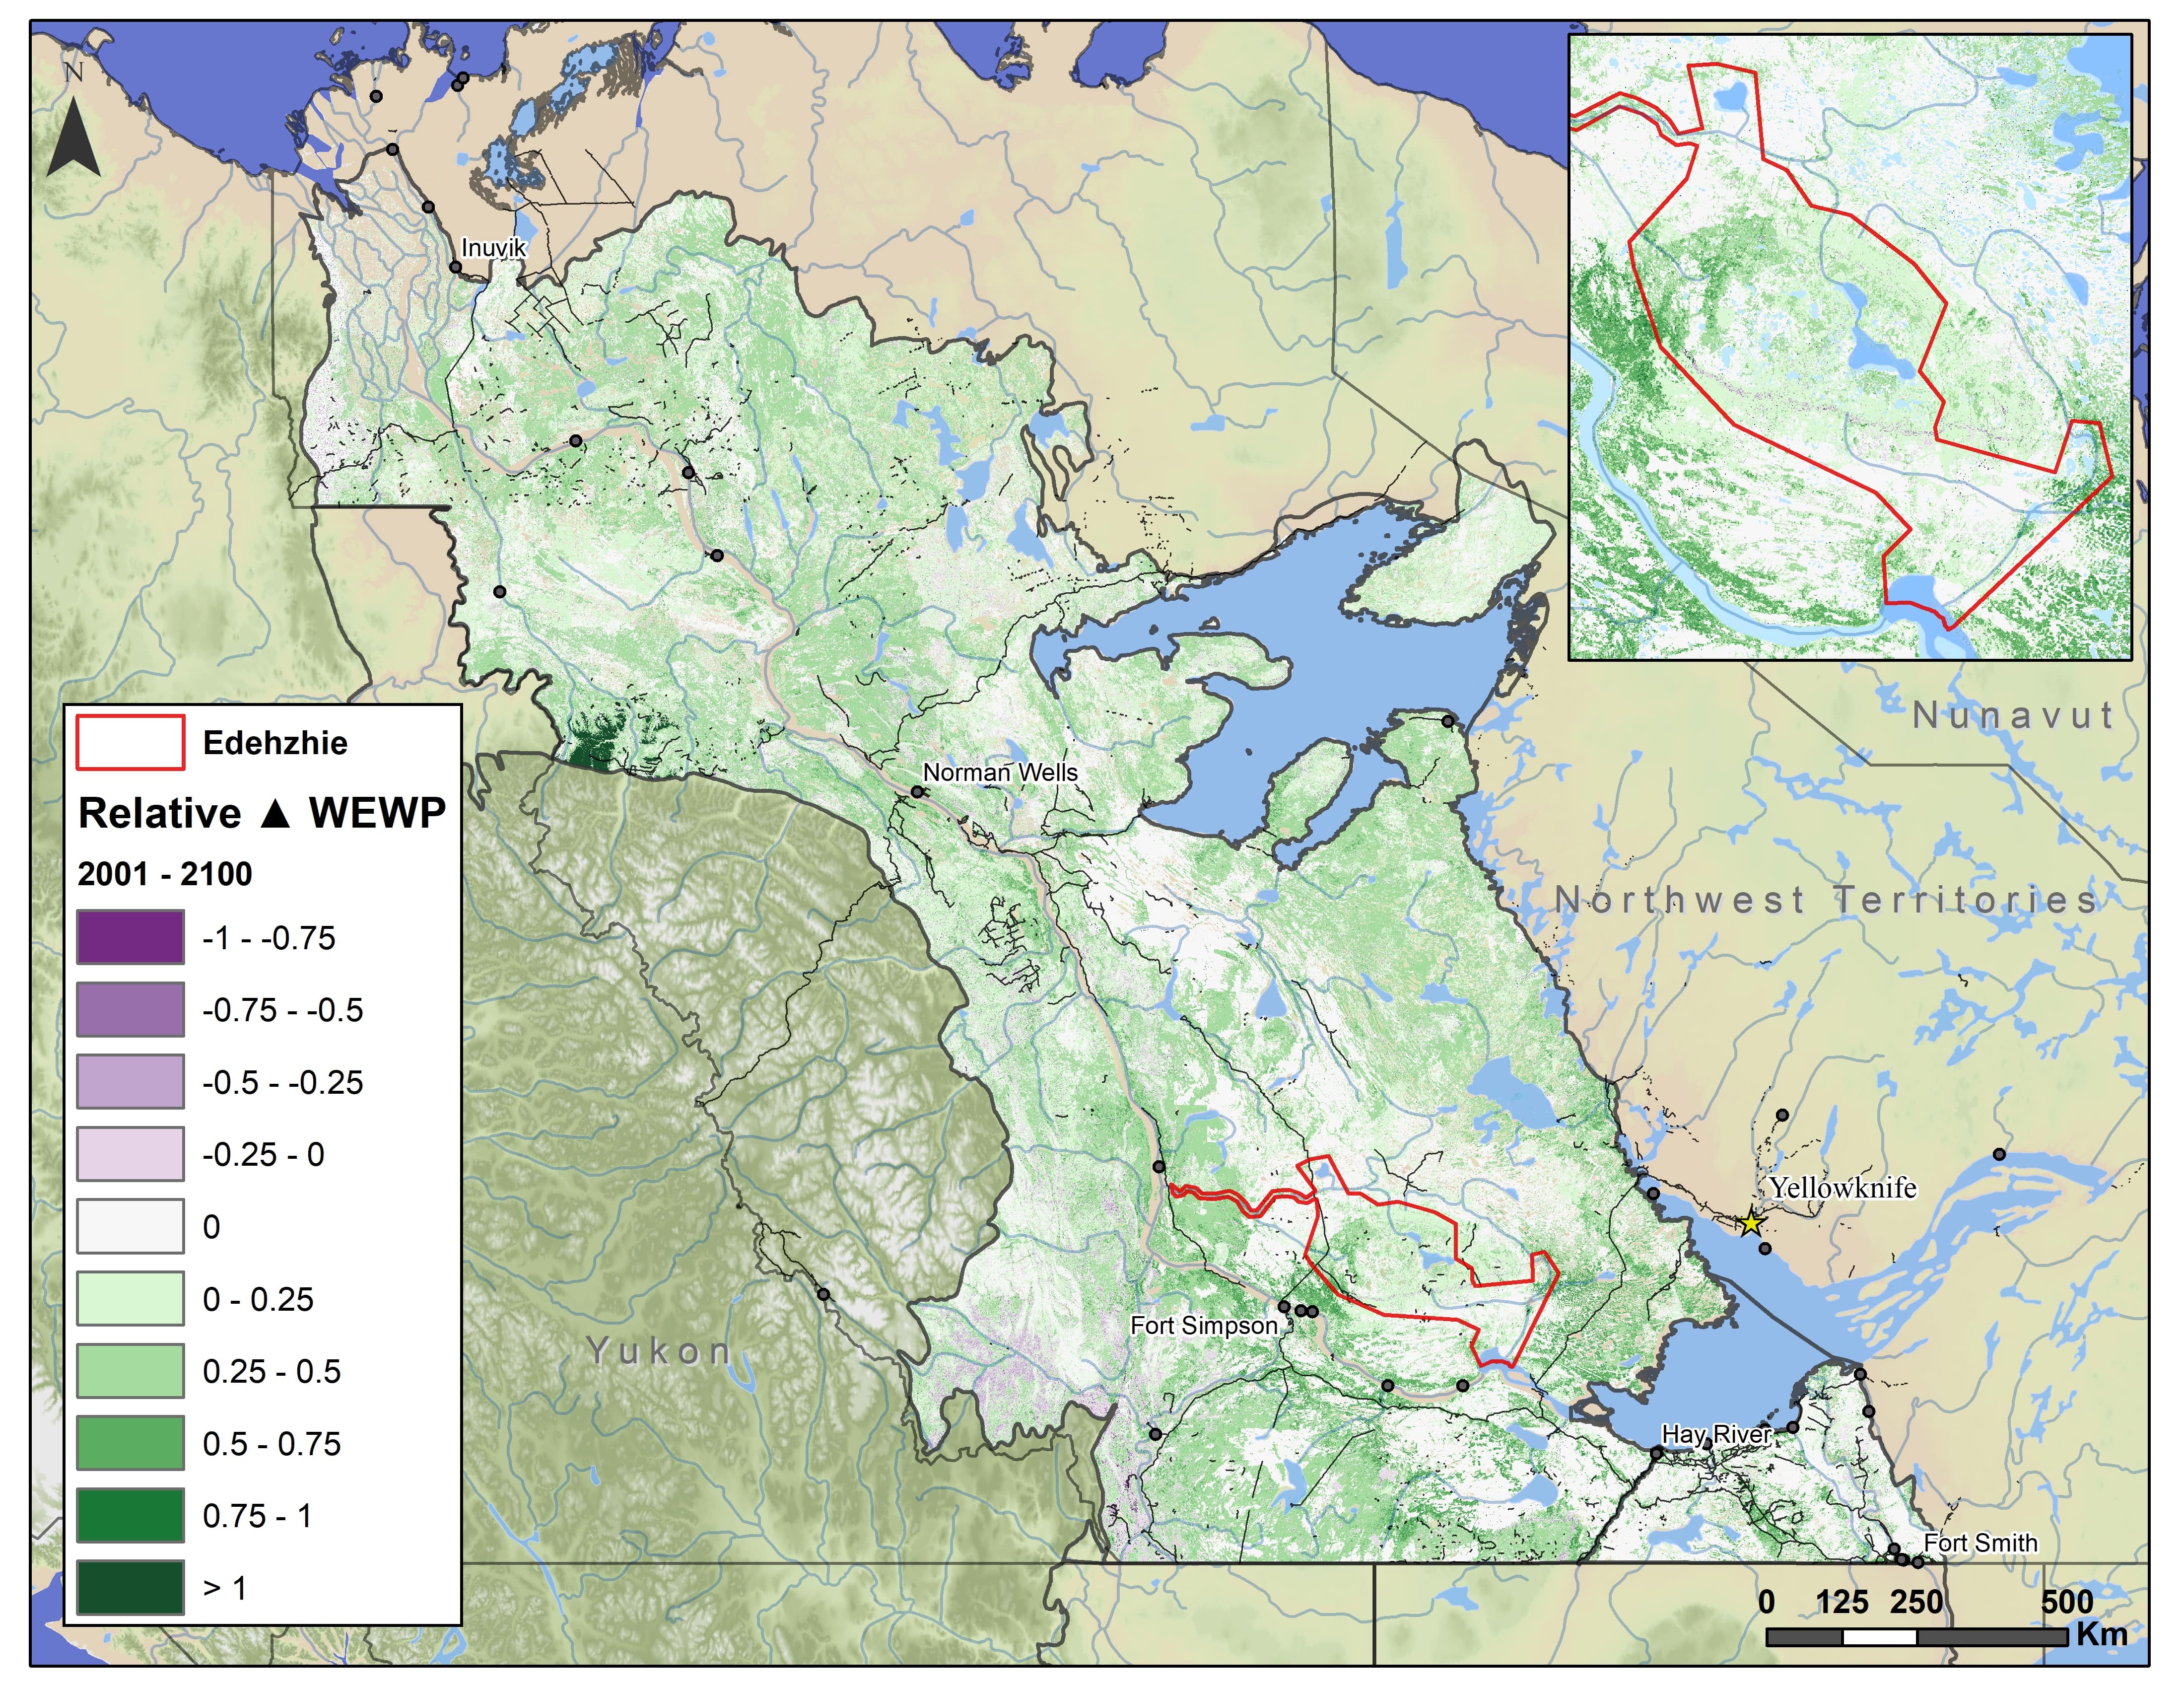 N
Inuvik
Norman Wells
Nunavut
Northwest Territories
Yellowknife
Fort Simpson
Yukon
Hay River
Fort Smith
Edehzhie
Relative ▲ WEWP
2001 - 2100
-1 - -0.75
-0.75 - -0.5
-0.5 - -0.25
-0.25 - 0
0
0 - 0.25
0.25 - 0.5
0.5 - 0.75
0.75 - 1
> 1
0 125 250 500
Km